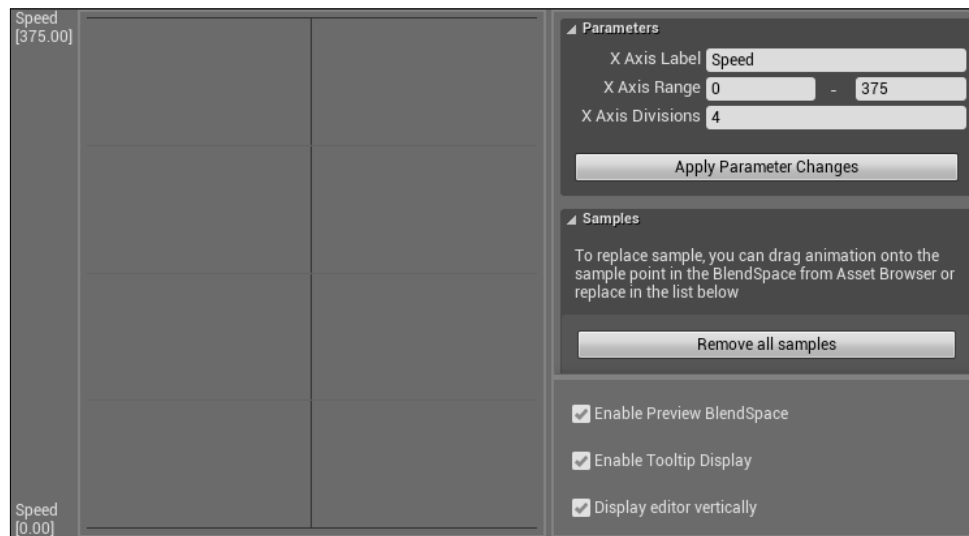 Speed
[375.00]
Speed
[0.00]
Parameters
X Axis Label Speed
X Axis Range 0 - 375
X Axis Divisions 4
Apply Parameter Changes
Samples
To replace sample, you can drag animation onto the
sample point in the BlendSpace from Asset Browser or
replace in the list below
Remove all samples
Enable Preview BlendSpace
Enable Tooltip Display
Display editor vertically